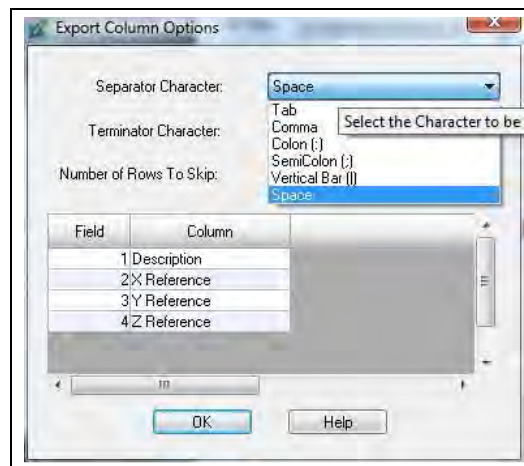 Export Column Options
Separator Character: Space
Tab
Comma
Select the Character to be
Terminator Character:
Colon (:)
SemiColon (;)
Number of Rows To Skip:
Vertical Bar (|)
Space
Field Column
1 Description
2 X Reference
3 Y Reference
4 Z Reference
OK Help